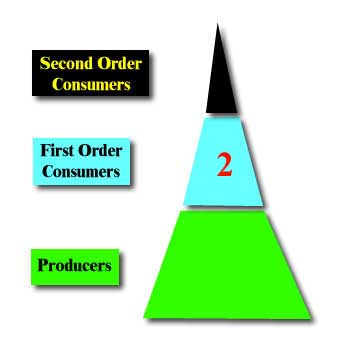 Second Order
Consumers
First Order
Consumers
2
Producers